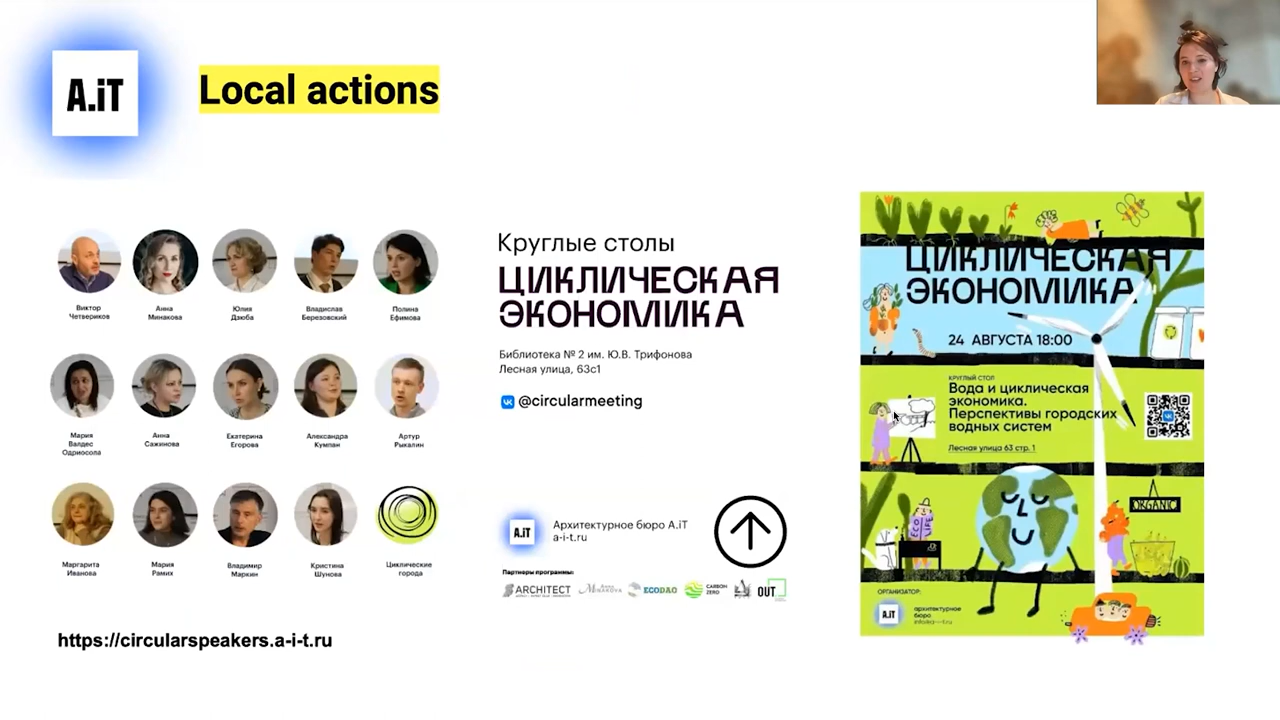 A.iT
Local actions
Виктор
Четвериков
Анна
Минакова
Юлия
Дзюба
Владислав
Березовский
Полина
Ефимова
Мария
Валдес
Одриосола
Анна
Сажинова
Екатерина
Егорова
Александра
Кумпан
Артур
Рыкалин
Маргарита
Иванова
Мария
Рамих
Владимир
Маркин
Кристина
Шунова
Циклические
города
https://circularspeakers.a-i-t.ru
Круглые столы
ЦИКЛИЧЕСКАЯ
ЭКОНОМИКА
Библиотека № 2 им. Ю.В. Трифонова
Лесная улица, 63с1
@circularmeeting
A.iT
Архитектурное бюро A.iT
a-i-t.ru
Партнеры программы:
ARCHITECT
ECODAO
CARBON
ZERO
OUT
ЦИКЛИЧЕСКАЯ
ЭКОНОМИКА
24 АВГУСТА 18:00
КРУГЛЫЙ СТОЛ
Вода и циклическая
экономика.
Перспективы городских
водных систем
Лесная улица 63 стр. 1
ORGANIC
ОРГАНИЗАТОР:
A.iT
архитектурное
бюро